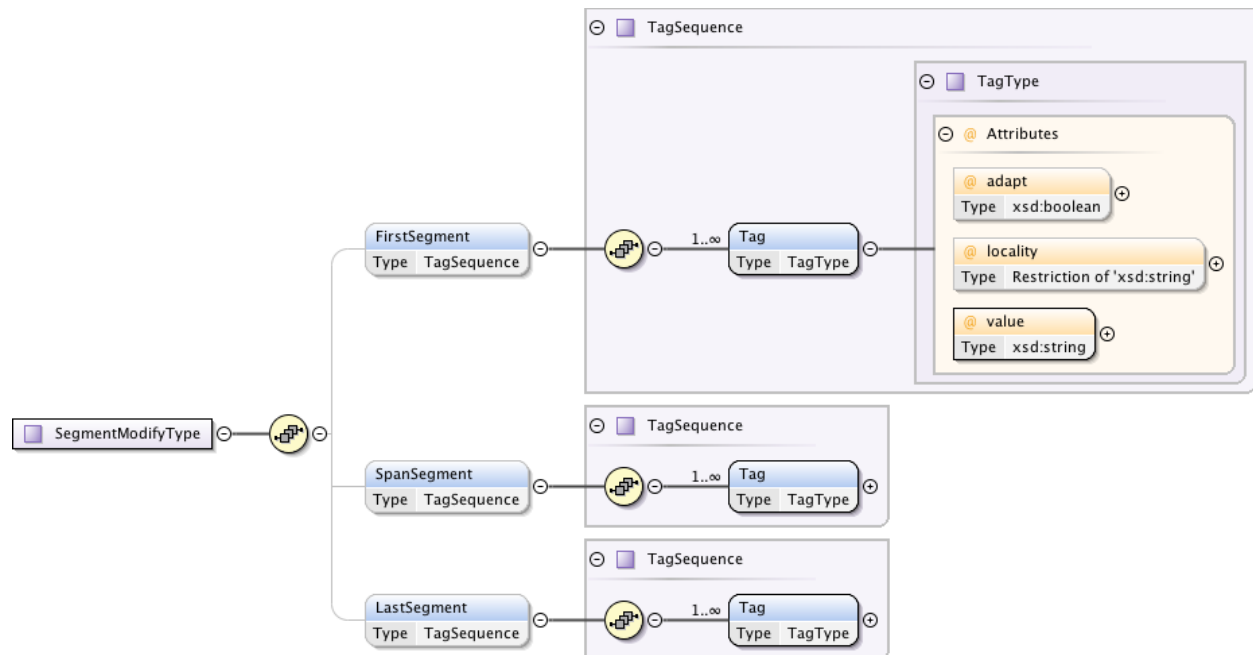 TagSequence
TagType
@ Attributes
@ adapt
Type xsd:boolean
FirstSegment
Type TagSequence
1..∞
Tag
Type TagType
@ locality
Type Restriction of 'xsd:string'
@ value
Type xsd:string
SegmentModifyType
TagSequence
SpanSegment
Type TagSequence
1..∞
Tag
Type TagType
TagSequence
LastSegment
Type TagSequence
1..∞
Tag
Type TagType